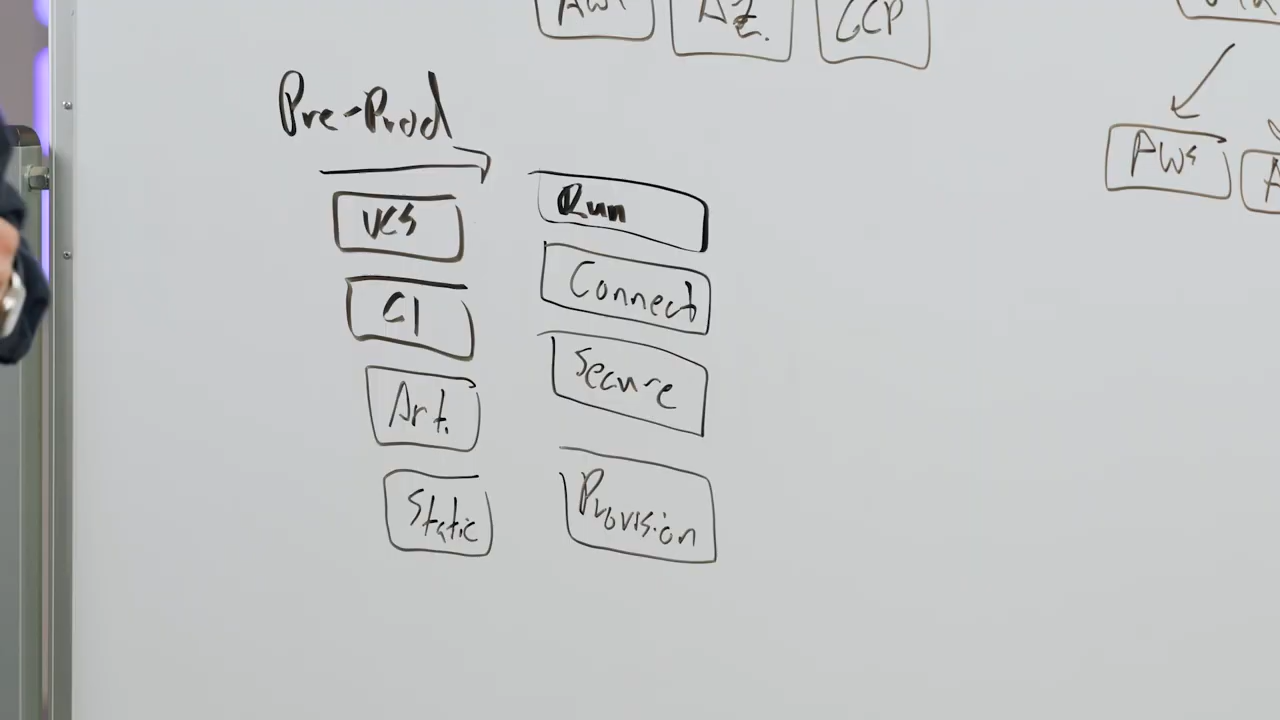 AWS
Az.
GCP
Pre-Prod
VCS
CI
Art.
Static
Run
Connect
Secure
Provision
AWS
A